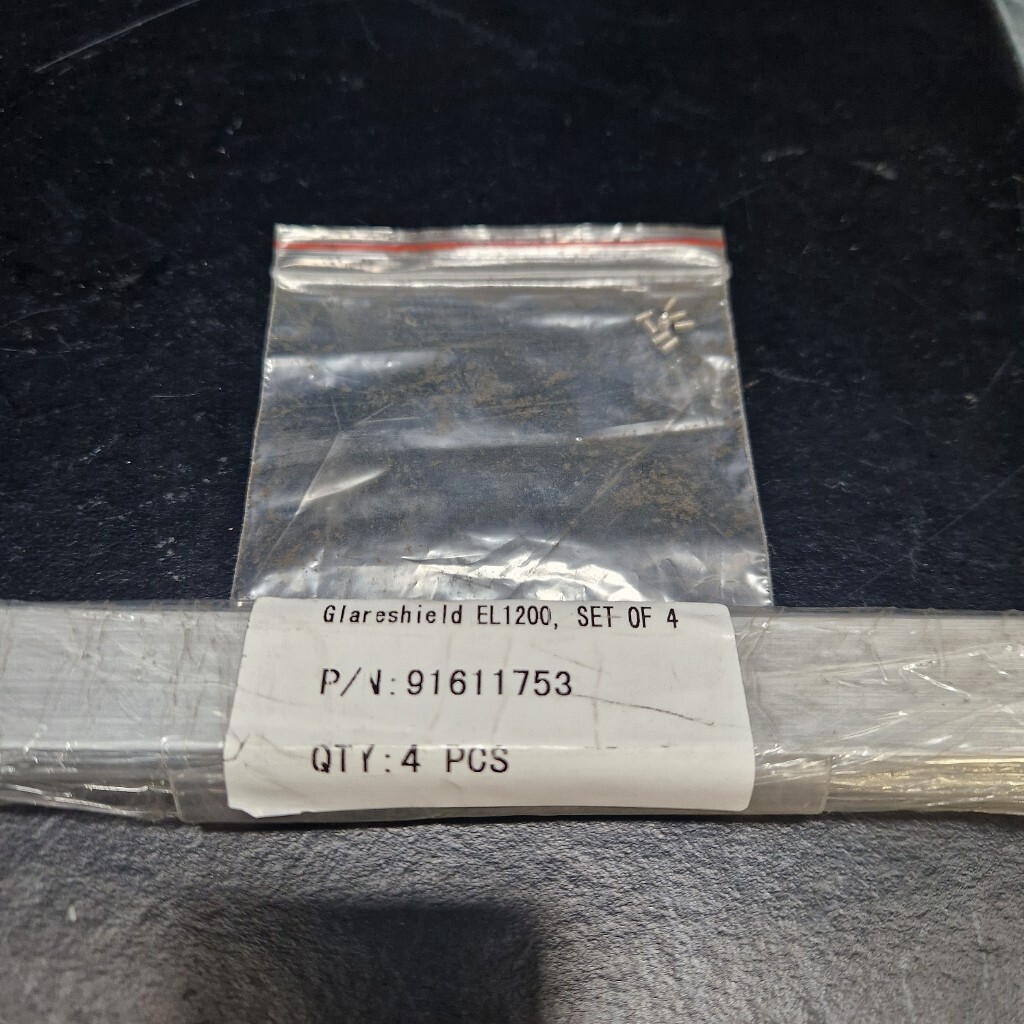 Glareshield EL1200, SET OF 4
P/N:91611753
QTY:4 PCS